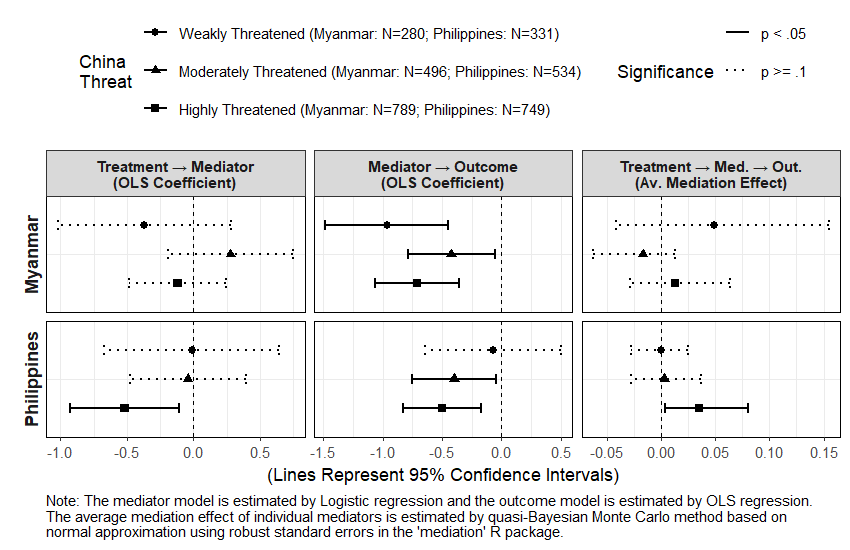 Weakly Threatened (Myanmar: N=280; Philippines: N=331)
China
Threat
Moderately Threatened (Myanmar: N=496; Philippines: N=534)
Highly Threatened (Myanmar: N=789; Philippines: N=749)
Significance
p < .05
p >= .1
Treatment → Mediator
(OLS Coefficient)
Mediator → Outcome
(OLS Coefficient)
Treatment → Med. → Out.
(Av. Mediation Effect)
Myanmar
Philippines
-1.0 -0.5 0.0 0.5
-1.5 -1.0 -0.5 0.0 0.5
-0.05 0.00 0.05 0.10 0.15
(Lines Represent 95% Confidence Intervals)
Note: The mediator model is estimated by Logistic regression and the outcome model is estimated by OLS regression.
The average mediation effect of individual mediators is estimated by quasi-Bayesian Monte Carlo method based on
normal approximation using robust standard errors in the 'mediation' R package.